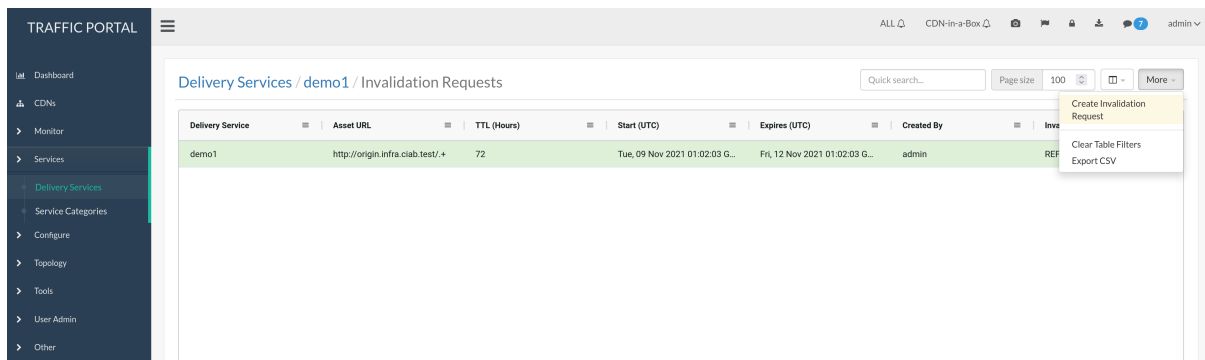 TRAFFIC PORTAL
ALL CDN-in-a-Box 7 admin
Dashboard
CDNs
Monitor
Services
Delivery Services
Service Categories
Configure
Topology
Tools
User Admin
Other
Delivery Services / demo1 / Invalidation Requests
Quick search... Page size 100 More
Create Invalidation
Request
Clear Table Filters
Export CSV
Delivery Service Asset URL TTL (Hours) Start (UTC) Expires (UTC) Created By Inva
demo1 http://origin.infra.ciab.test/.+ 72 Tue, 09 Nov 2021 01:02:03 G... Fri, 12 Nov 2021 01:02:03 G... admin REF